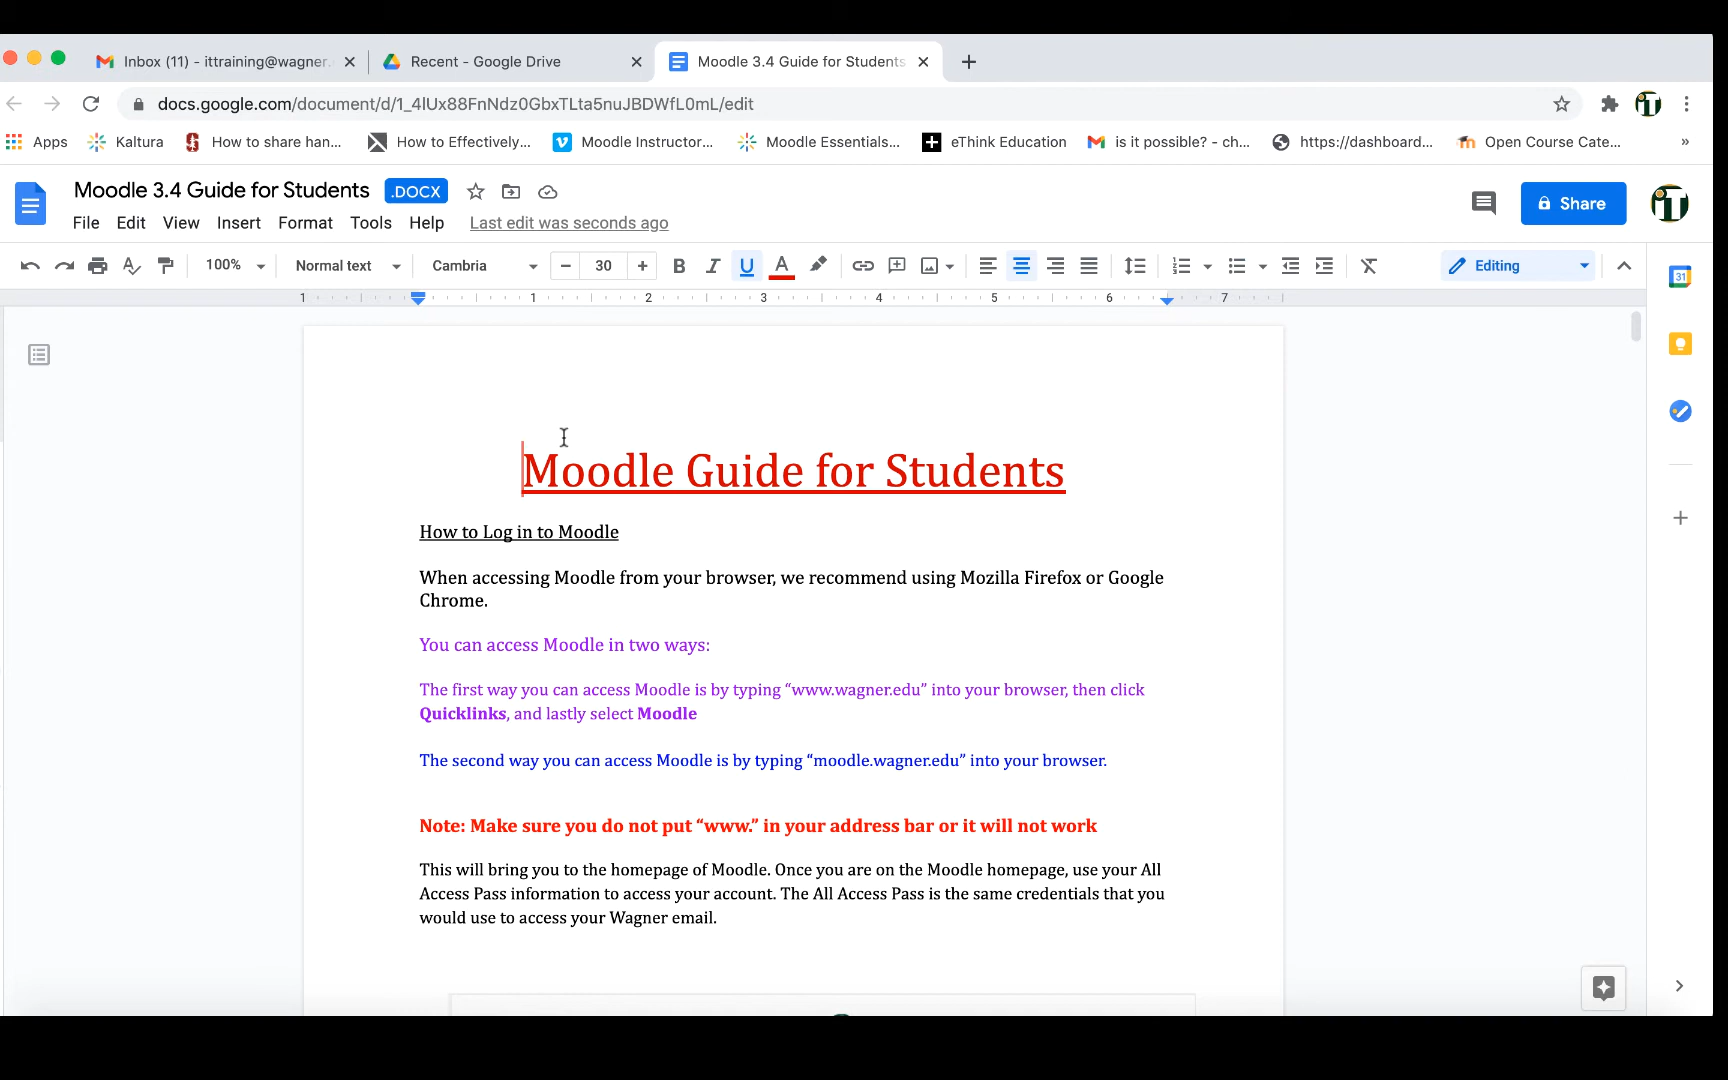 Inbox (11) - ittraining@wagner.
Recent - Google Drive
Moodle 3.4 Guide for Students
docs.google.com/document/d/1_4lUx88FnNdz0GbxTLta5nuJBDWfL0mL/edit
Apps
Kaltura
How to share han...
How to Effectively...
Moodle Instructor...
Moodle Essentials...
eThink Education
is it possible? - ch...
https://dashboard...
Open Course Cate...
Moodle 3.4 Guide for Students
.DOCX
Share
File Edit View Insert Format Tools Help Last edit was seconds ago
100% Normal text Cambria 30 B I U A Editing
1 1 2 3 4 5 6 7
31
Moodle Guide for Students
How to Log in to Moodle
When accessing Moodle from your browser, we recommend using Mozilla Firefox or Google
Chrome.
You can access Moodle in two ways:
The first way you can access Moodle is by typing “www.wagner.edu” into your browser, then click
Quicklinks, and lastly select Moodle
The second way you can access Moodle is by typing “moodle.wagner.edu” into your browser.
Note: Make sure you do not put “www.” in your address bar or it will not work
This will bring you to the homepage of Moodle. Once you are on the Moodle homepage, use your All
Access Pass information to access your account. The All Access Pass is the same credentials that you
would use to access your Wagner email.